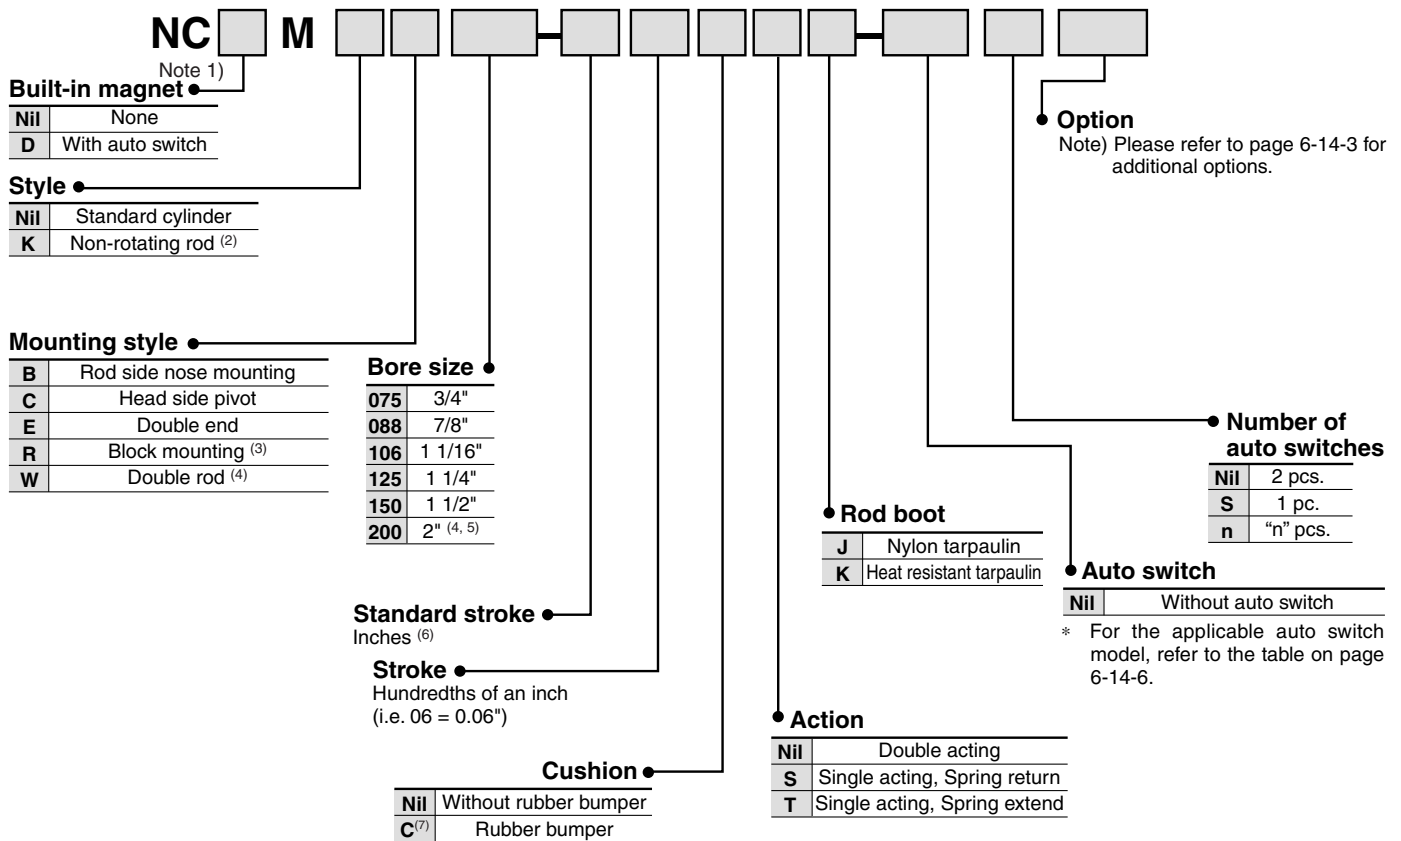 NC M
Note 1)
Built-in magnet
Nil None
D With auto switch
Style
Nil Standard cylinder
K Non-rotating rod (2)
Mounting style
B Rod side nose mounting
C Head side pivot
E Double end
R Block mounting (3)
W Double rod (4)
Bore size
075 3/4"
088 7/8"
106 1 1/16"
125 1 1/4"
150 1 1/2"
200 2" (4, 5)
Standard stroke
Inches (6)
Stroke
Hundredths of an inch
(i.e. 06 = 0.06")
Cushion
Nil Without rubber bumper
C(7) Rubber bumper
Action
Nil Double acting
S Single acting, Spring return
T Single acting, Spring extend
Rod boot
J Nylon tarpaulin
K Heat resistant tarpaulin
Auto switch
Nil Without auto switch
* For the applicable auto switch
model, refer to the table on page
6-14-6.
Number of
auto switches
Nil 2 pcs.
S 1 pc.
n “n” pcs.
Option
Note) Please refer to page 6-14-3 for
additional options.